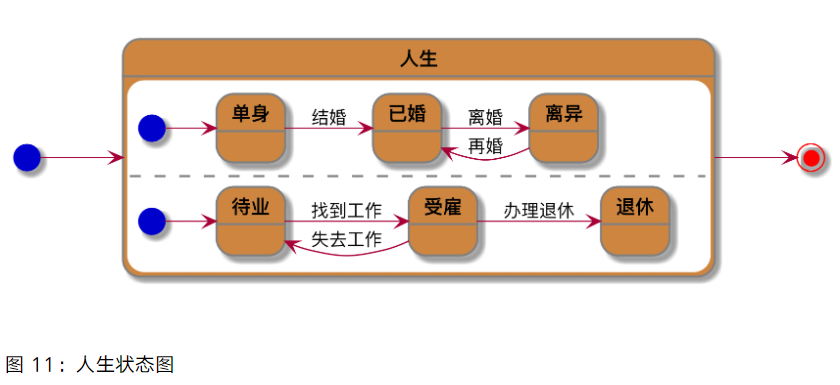 人生
单身
结婚
已婚
离婚
离异
再婚
待业
找到工作
受雇
办理退休
退休
失去工作
图 11：人生状态图